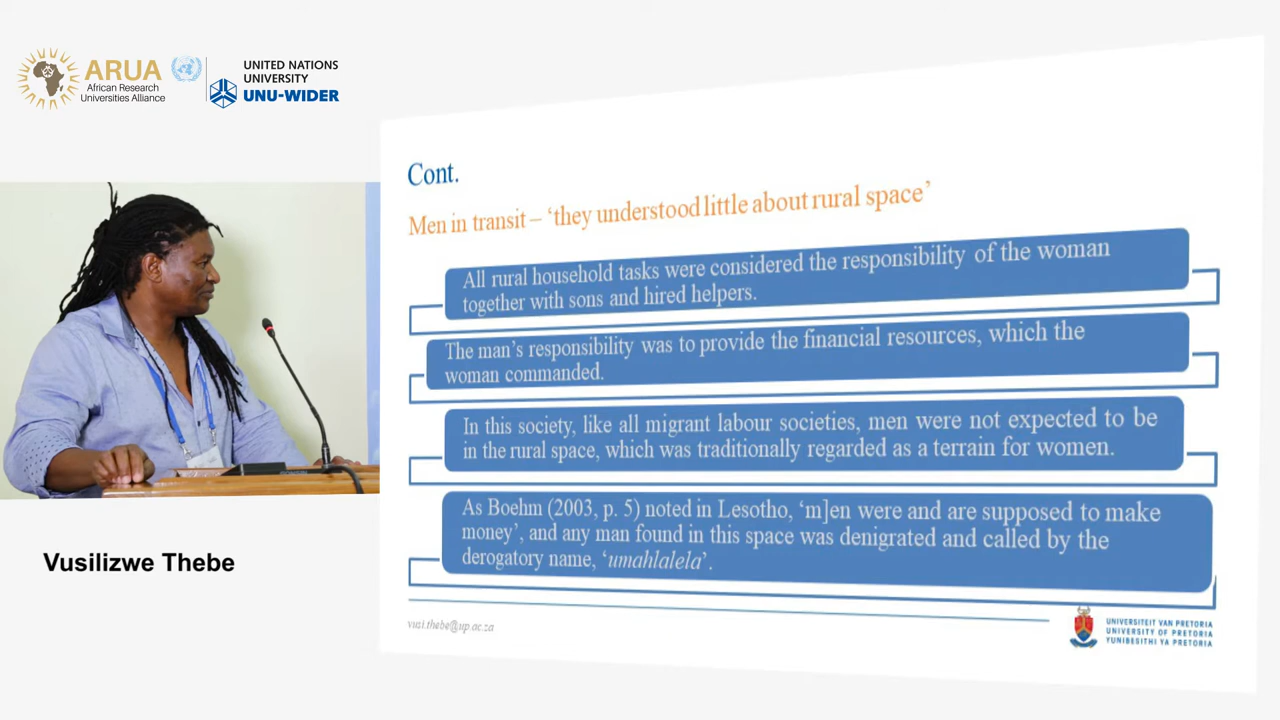 ARUA
African Research
Universities Alliance
UNITED NATIONS
UNIVERSITY
UNU-WIDER
Cont.
Men in transit – ‘they understood little about rural space’
All rural household tasks were considered the responsibility of the woman
together with sons and hired helpers.
The man’s responsibility was to provide the financial resources, which the
woman commanded.
In this society, like all migrant labour societies, men were not expected to be
in the rural space, which was traditionally regarded as a terrain for women.
As Boehm (2003, p. 5) noted in Lesotho, ‘m]en were and are supposed to make
money’, and any man found in this space was denigrated and called by the
derogatory name, ‘umahlalela’.
vusi.thebe@up.ac.za
UNIVERSITEIT VAN PRETORIA
UNIVERSITY OF PRETORIA
YUNIBESITHI YA PRETORIA
Vusilizwe Thebe